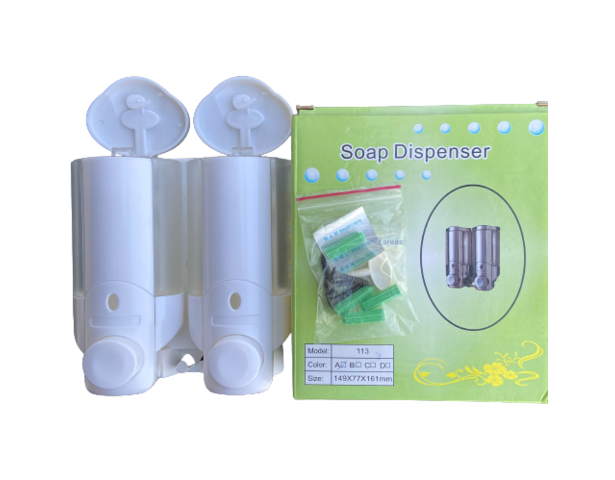 Soap Dispenser
Model: 113
Color: A☑ B☐ C☐ D☐
Size: 149X77X161mm